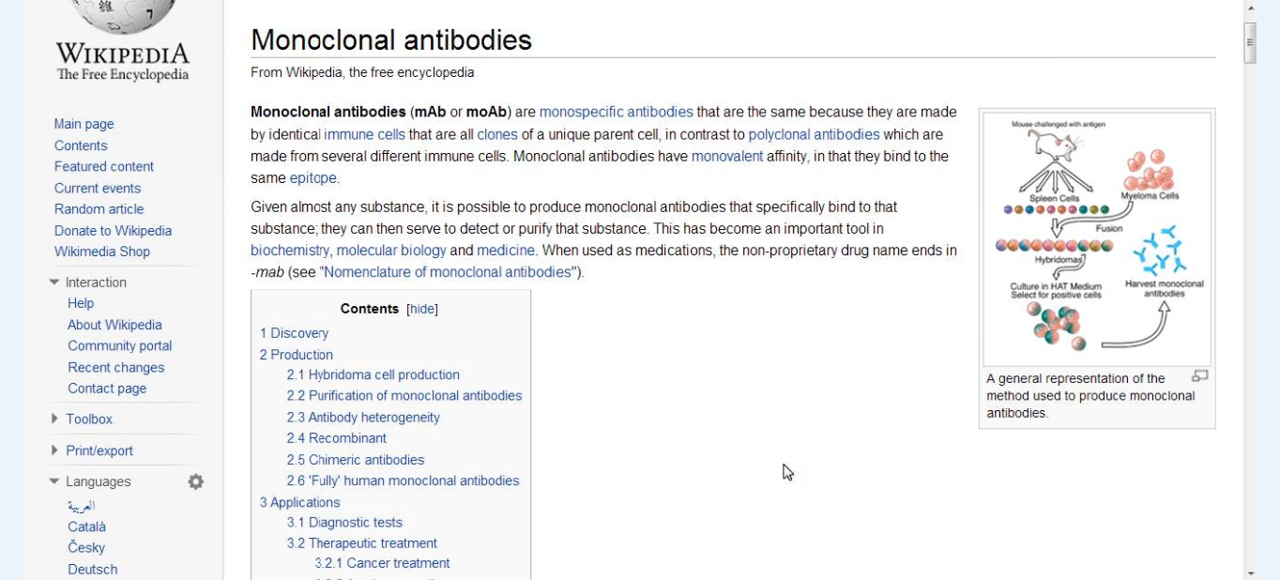 WIKIPEDIA
The Free Encyclopedia
Main page
Contents
Featured content
Current events
Random article
Donate to Wikipedia
Wikimedia Shop
Interaction
Help
About Wikipedia
Community portal
Recent changes
Contact page
Toolbox
Print/export
Languages
العربية
Català
Česky
Deutsch
Monoclonal antibodies
From Wikipedia, the free encyclopedia
Monoclonal antibodies (mAb or moAb) are monospecific antibodies that are the same because they are made
by identical immune cells that are all clones of a unique parent cell, in contrast to polyclonal antibodies which are
made from several different immune cells. Monoclonal antibodies have monovalent affinity, in that they bind to the
same epitope.
Given almost any substance, it is possible to produce monoclonal antibodies that specifically bind to that
substance; they can then serve to detect or purify that substance. This has become an important tool in
biochemistry, molecular biology and medicine. When used as medications, the non-proprietary drug name ends in
-mab (see "Nomenclature of monoclonal antibodies").
Contents [hide]
1 Discovery
2 Production
2.1 Hybridoma cell production
2.2 Purification of monoclonal antibodies
2.3 Antibody heterogeneity
2.4 Recombinant
2.5 Chimeric antibodies
2.6 'Fully' human monoclonal antibodies
3 Applications
3.1 Diagnostic tests
3.2 Therapeutic treatment
3.2.1 Cancer treatment
Mouse challenged with antigen
Spleen Cells
Myeloma Cells
Fusion
Hybridomas
Culture in HAT Medium
Select for positive cells
Harvest monoclonal
antibodies
A general representation of the
method used to produce monoclonal
antibodies.